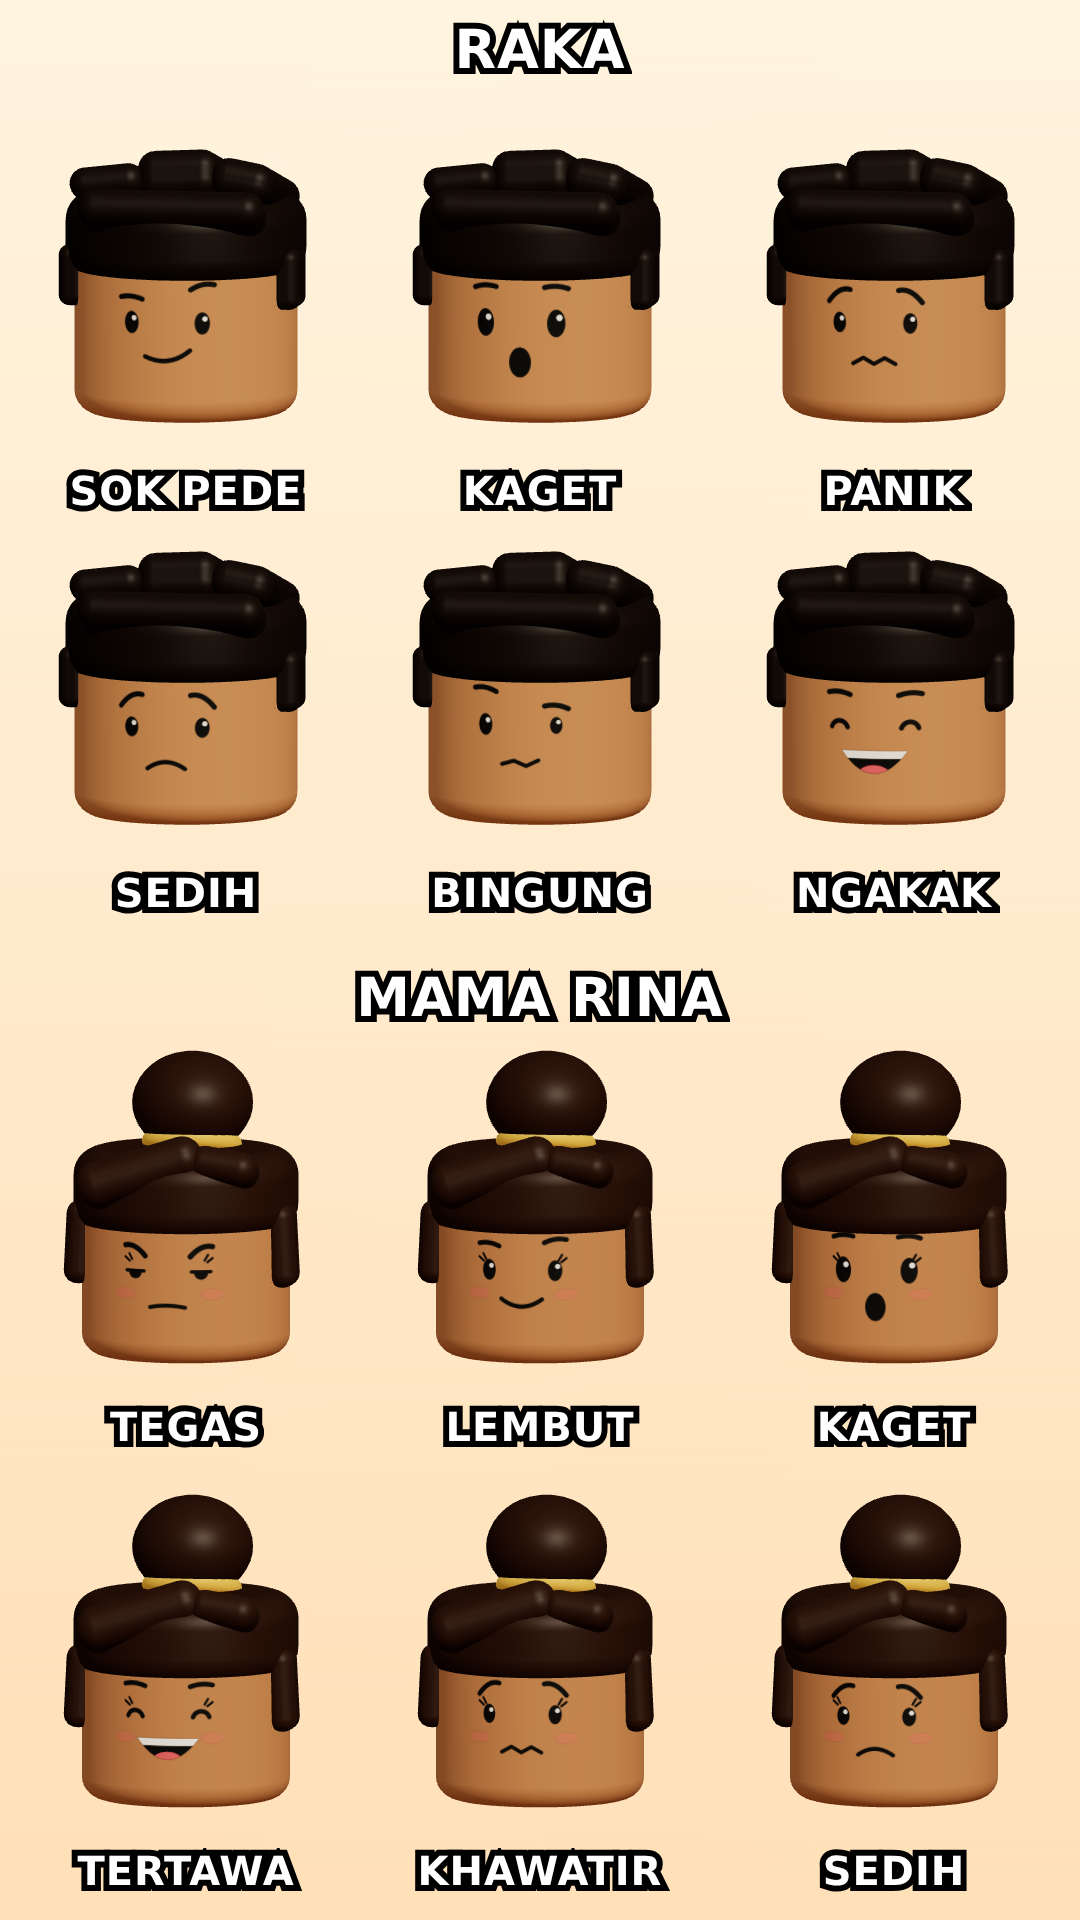 RAKA
SOK PEDE KAGET PANIK
SEDIH BINGUNG NGAKAK
MAMA RINA
TEGAS LEMBUT KAGET
TERTAWA KHAWATIR SEDIH